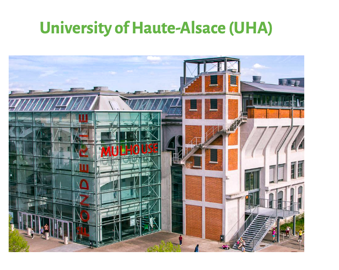 University of Haute-Alsace (UHA)
FONDERIE
MULHOUSE